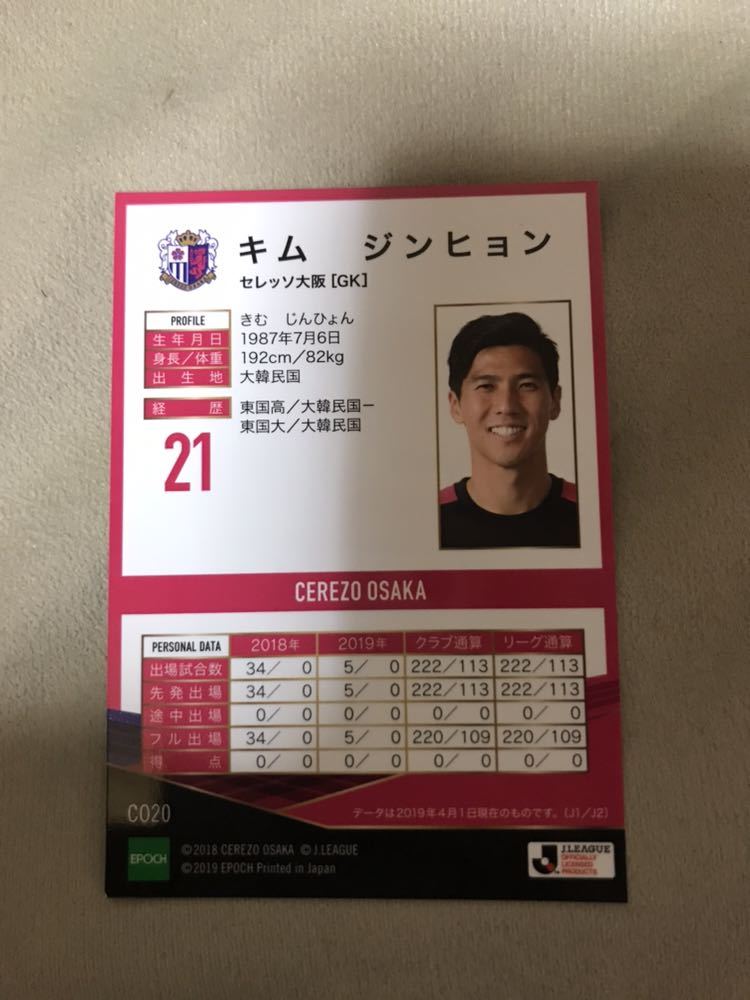 キム ジンヒョン
セレッソ大阪 [GK]
PROFILE きむ じんひょん
生年月日 1987年7月6日
身長／体重 192cm／82kg
出生地 大韓民国
経歴 東国高／大韓民国－
東国大／大韓民国
21
CEREZO OSAKA
PERSONAL DATA 2018年 2019年 クラブ通算 リーグ通算
出場試合数 34／ 0 5／ 0 222／113 222／113
先発出場 34／ 0 5／ 0 222／113 222／113
途中出場 0／ 0 0／ 0 0／ 0 0／ 0
フル出場 34／ 0 5／ 0 220／109 220／109
得点 0／ 0 0／ 0 0／ 0 0／ 0
CO20 データは2019年4月1日現在のものです。(J1／J2)
EPOCH
©2018 CEREZO OSAKA © J.LEAGUE
©2019 EPOCH Printed in Japan
J.LEAGUE
OFFICIALLY
LICENSED
PRODUCTS